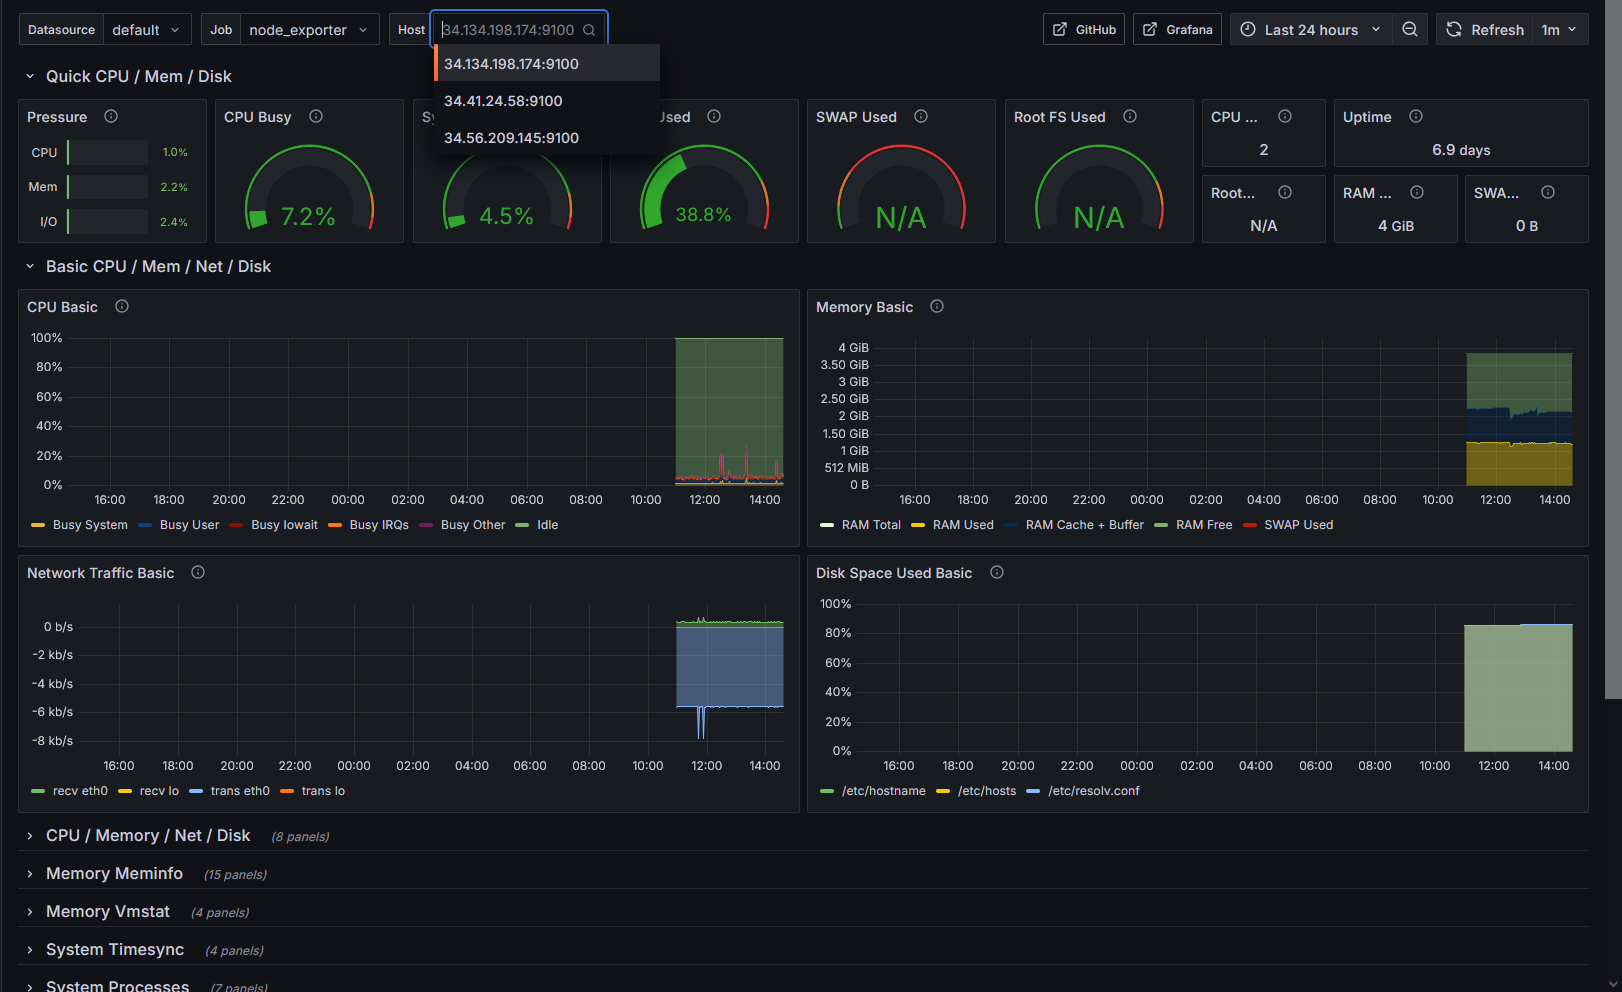 Datasource default Job node_exporter Host 34.134.198.174:9100 GitHub Grafana Last 24 hours Refresh 1m
34.134.198.174:9100
34.41.24.58:9100
34.56.209.145:9100
Quick CPU / Mem / Disk
Pressure
CPU 1.0%
Mem 2.2%
I/O 2.4%
CPU Busy
7.2%
4.5%
Used
38.8%
SWAP Used
N/A
Root FS Used
N/A
CPU ...
2
Uptime
6.9 days
Root...
N/A
RAM ...
4 GiB
SWA...
0 B
Basic CPU / Mem / Net / Disk
CPU Basic
100%
80%
60%
40%
20%
0%
16:00 18:00 20:00 22:00 00:00 02:00 04:00 06:00 08:00 10:00 12:00 14:00
Busy System Busy User Busy Iowait Busy IRQs Busy Other Idle
Memory Basic
4 GiB
3.50 GiB
3 GiB
2.50 GiB
2 GiB
1.50 GiB
1 GiB
512 MiB
0 B
16:00 18:00 20:00 22:00 00:00 02:00 04:00 06:00 08:00 10:00 12:00 14:00
RAM Total RAM Used RAM Cache + Buffer RAM Free SWAP Used
Network Traffic Basic
0 b/s
-2 kb/s
-4 kb/s
-6 kb/s
-8 kb/s
16:00 18:00 20:00 22:00 00:00 02:00 04:00 06:00 08:00 10:00 12:00 14:00
recv eth0 recv lo trans eth0 trans lo
Disk Space Used Basic
100%
80%
60%
40%
20%
0%
16:00 18:00 20:00 22:00 00:00 02:00 04:00 06:00 08:00 10:00 12:00 14:00
/etc/hostname /etc/hosts /etc/resolv.conf
CPU / Memory / Net / Disk (8 panels)
Memory Meminfo (15 panels)
Memory Vmstat (4 panels)
System Timesync (4 panels)
System Processes (7 panels)